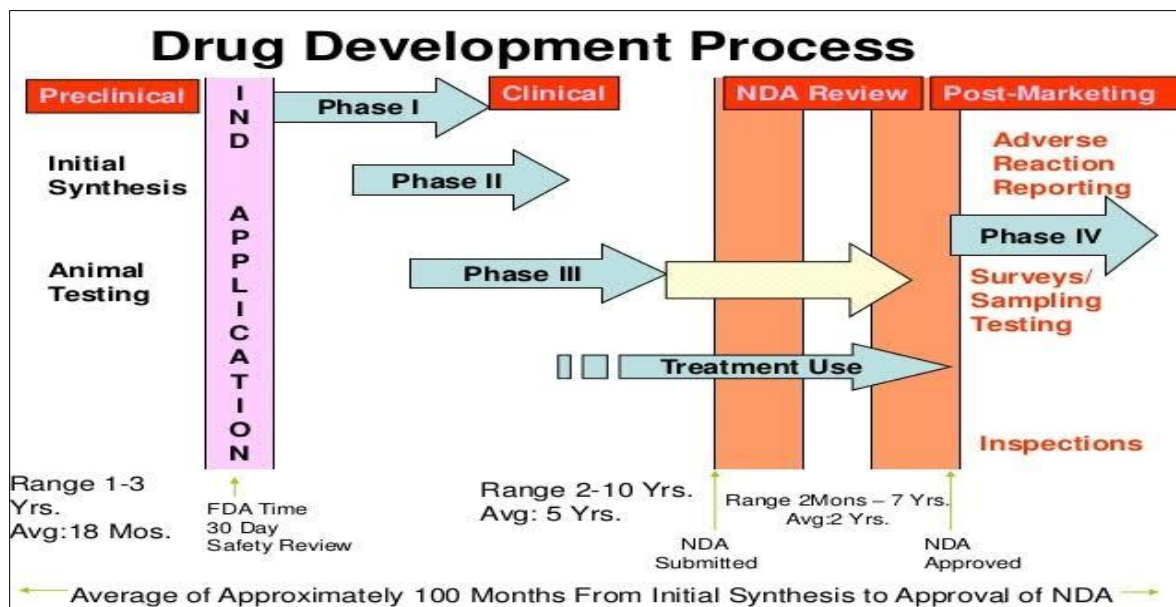 Drug Development Process
Preclinical
Clinical
NDA Review
Post-Marketing
IND APPLICATION
Phase I
Initial
Synthesis
Phase II
Adverse
Reaction
Reporting
Phase IV
Animal
Testing
Phase III
Surveys/
Sampling
Testing
Treatment Use
Inspections
Range 1-3
Yrs.
Avg:18 Mos.
FDA Time
30 Day
Safety Review
Range 2-10 Yrs.
Avg: 5 Yrs.
Range 2Mons – 7 Yrs.
Avg:2 Yrs.
NDA
Submitted
NDA
Approved
Average of Approximately 100 Months From Initial Synthesis to Approval of NDA